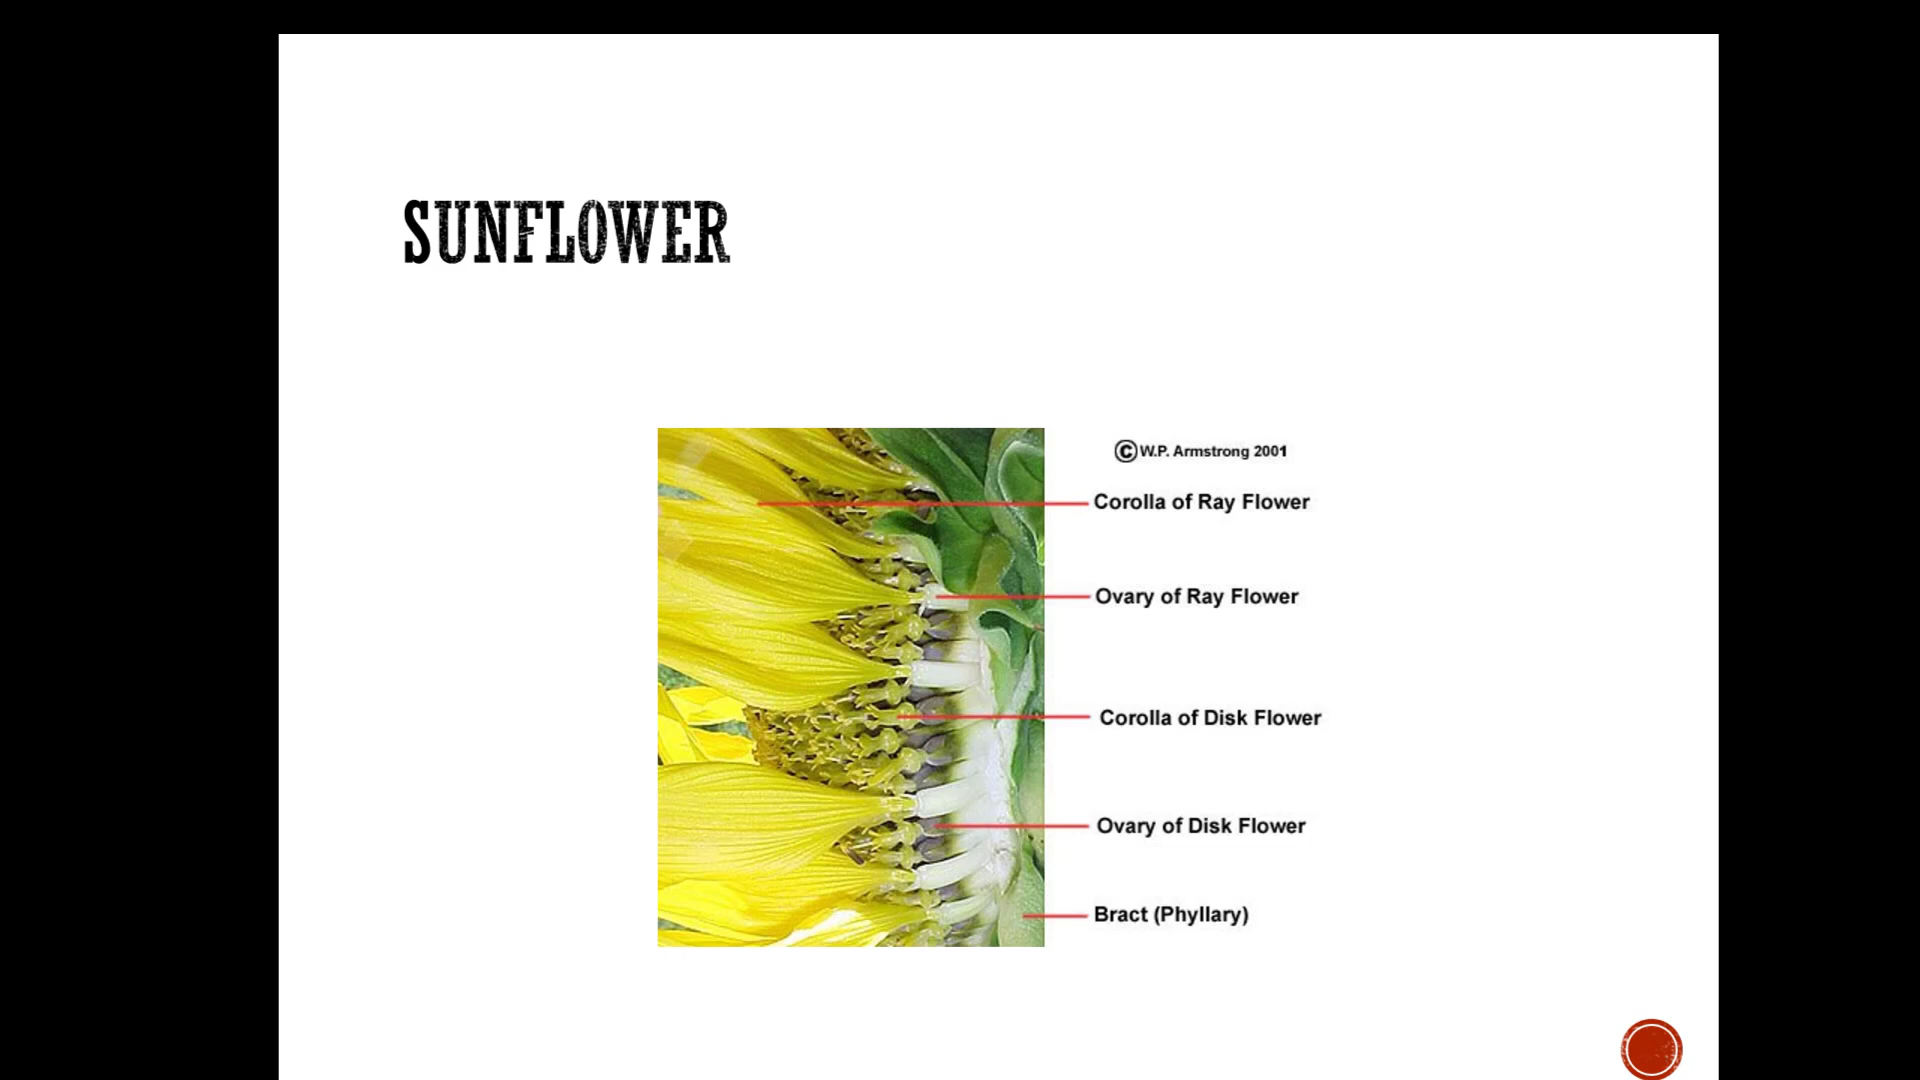 SUNFLOWER
©W.P. Armstrong 2001
Corolla of Ray Flower
Ovary of Ray Flower
Corolla of Disk Flower
Ovary of Disk Flower
Bract (Phyllary)